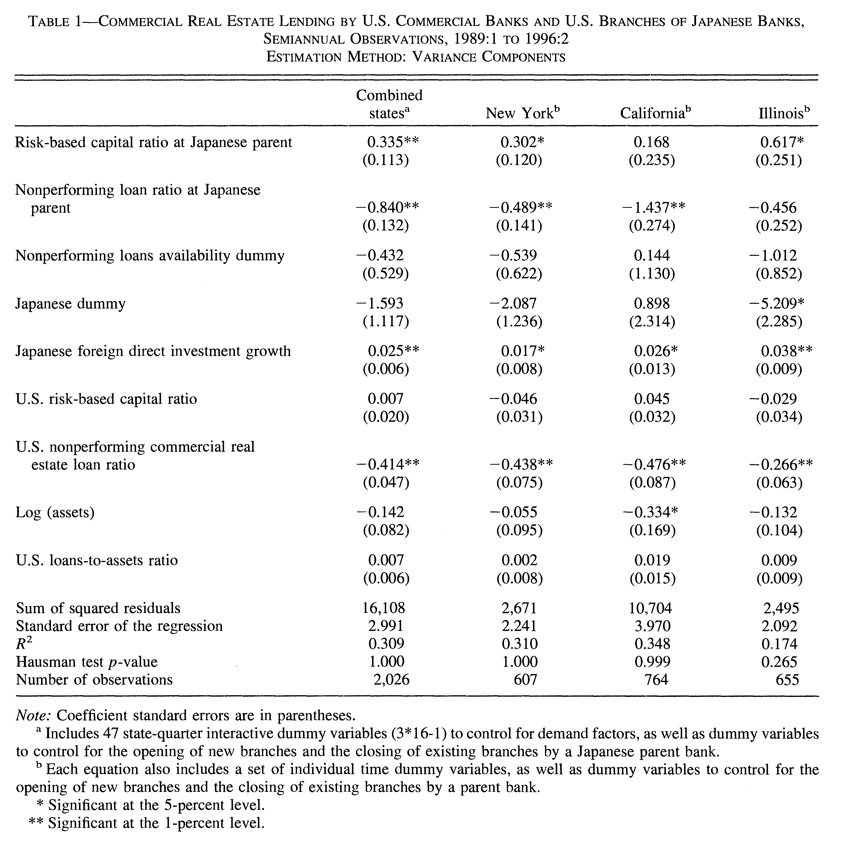 TABLE 1—COMMERCIAL REAL ESTATE LENDING BY U.S. COMMERCIAL BANKS AND U.S. BRANCHES OF JAPANESE BANKS,
SEMIANNUAL OBSERVATIONS, 1989:1 TO 1996:2
ESTIMATION METHOD: VARIANCE COMPONENTS
Combined
states^a New York^b California^b Illinois^b
Risk-based capital ratio at Japanese parent 0.335** 0.302* 0.168 0.617*
(0.113) (0.120) (0.235) (0.251)
Nonperforming loan ratio at Japanese
parent −0.840** −0.489** −1.437** −0.456
(0.132) (0.141) (0.274) (0.252)
Nonperforming loans availability dummy −0.432 −0.539 0.144 −1.012
(0.529) (0.622) (1.130) (0.852)
Japanese dummy −1.593 −2.087 0.898 −5.209*
(1.117) (1.236) (2.314) (2.285)
Japanese foreign direct investment growth 0.025** 0.017* 0.026* 0.038**
(0.006) (0.008) (0.013) (0.009)
U.S. risk-based capital ratio 0.007 −0.046 0.045 −0.029
(0.020) (0.031) (0.032) (0.034)
U.S. nonperforming commercial real
estate loan ratio −0.414** −0.438** −0.476** −0.266**
(0.047) (0.075) (0.087) (0.063)
Log (assets) −0.142 −0.055 −0.334* −0.132
(0.082) (0.095) (0.169) (0.104)
U.S. loans-to-assets ratio 0.007 0.002 0.019 0.009
(0.006) (0.008) (0.015) (0.009)
Sum of squared residuals 16,108 2,671 10,704 2,495
Standard error of the regression 2.991 2.241 3.970 2.092
R² 0.309 0.310 0.348 0.174
Hausman test p-value 1.000 1.000 0.999 0.265
Number of observations 2,026 607 764 655
Note: Coefficient standard errors are in parentheses.
^a Includes 47 state-quarter interactive dummy variables (3*16-1) to control for demand factors, as well as dummy variables
to control for the opening of new branches and the closing of existing branches by a Japanese parent bank.
^b Each equation also includes a set of individual time dummy variables, as well as dummy variables to control for the
opening of new branches and the closing of existing branches by a parent bank.
* Significant at the 5-percent level.
** Significant at the 1-percent level.